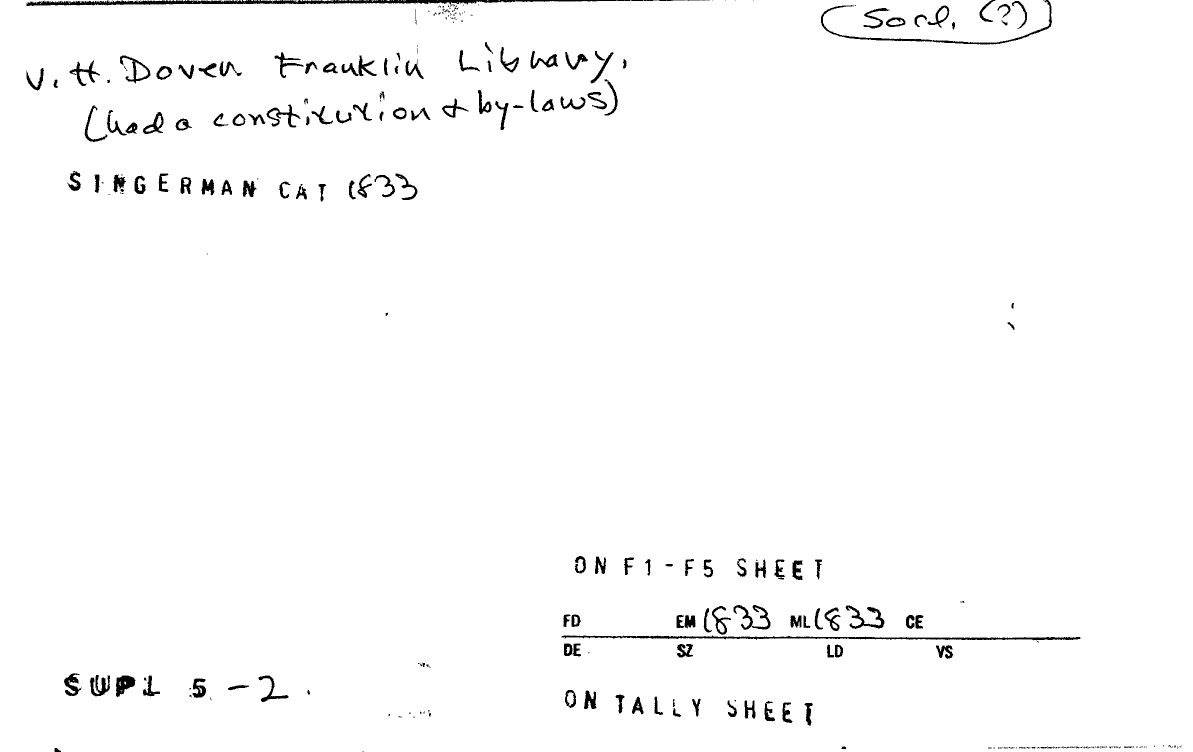 Socl. (?)
V. H. Dover Franklin Library.
(had a constitution & by-laws)
SINGERMAN CAT 1833
ON F1-F5 SHEET
FD EM 1833 ML 1833 CE
DE SZ LD VS
SUPL 5-2.
ON TALLY SHEET